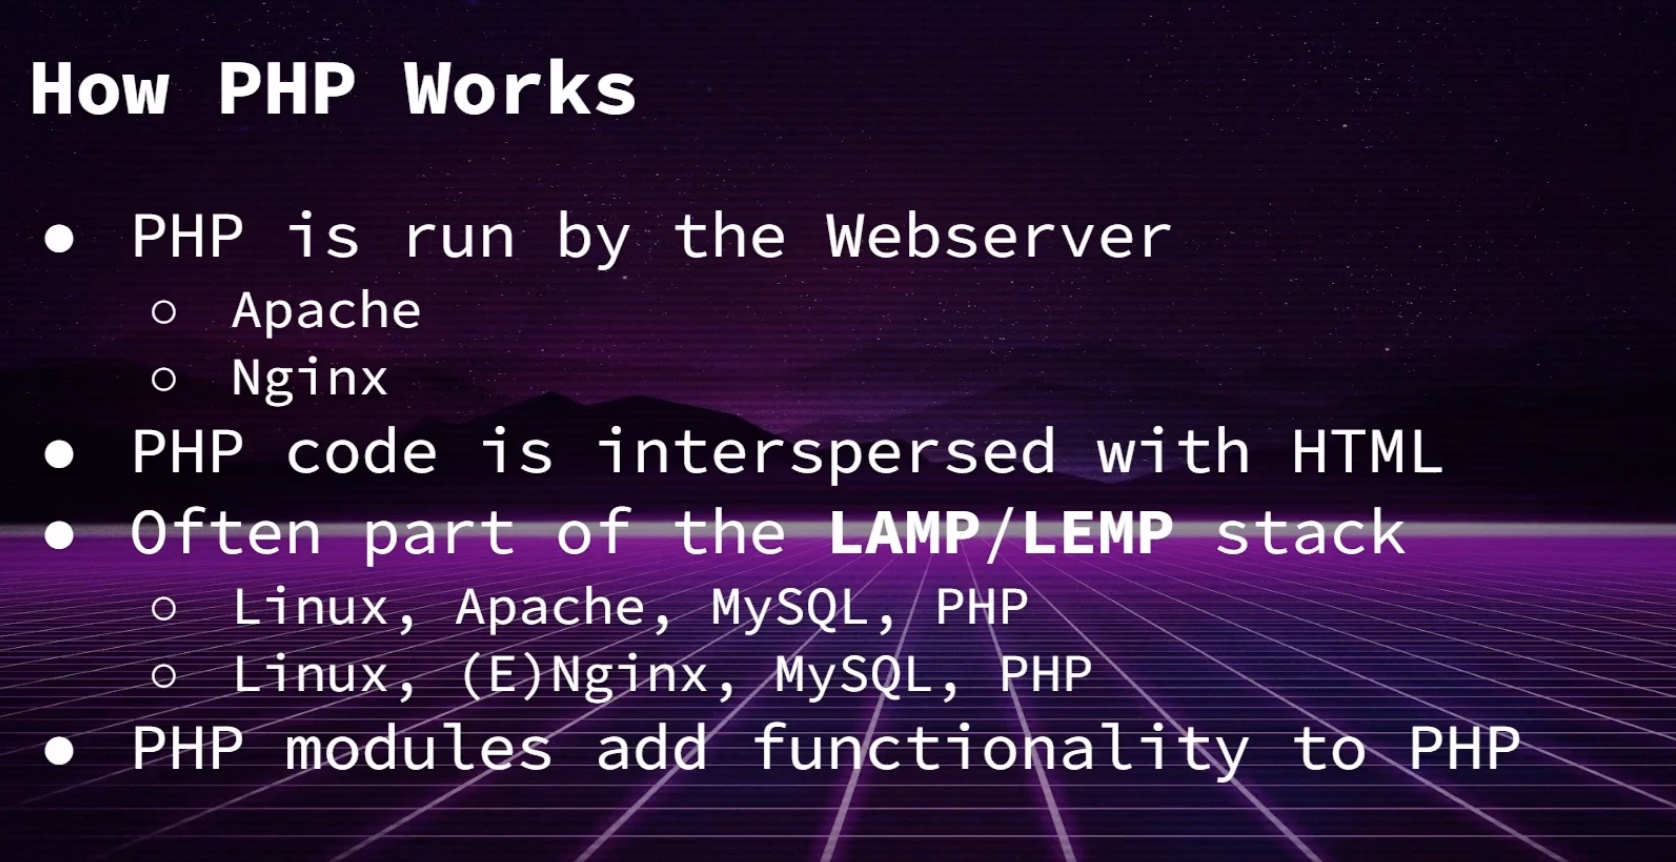 How PHP Works
● PHP is run by the Webserver
○ Apache
○ Nginx
● PHP code is interspersed with HTML
● Often part of the LAMP/LEMP stack
○ Linux, Apache, MySQL, PHP
○ Linux, (E)Nginx, MySQL, PHP
● PHP modules add functionality to PHP